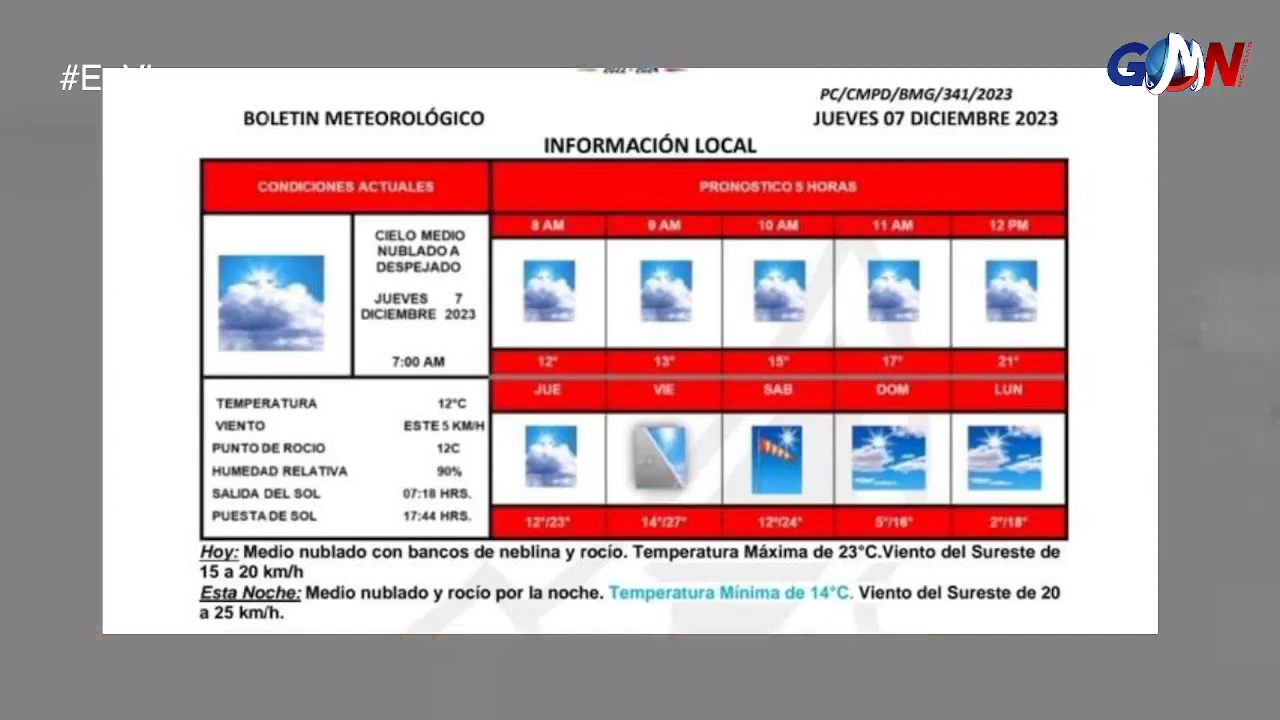 GMN
NOTICIAS
2022 - 2024
PC/CMPD/BMG/341/2023
BOLETIN METEOROLÓGICO
JUEVES 07 DICIEMBRE 2023
INFORMACIÓN LOCAL
CONDICIONES ACTUALES
PRONOSTICO 5 HORAS
CIELO MEDIO
NUBLADO A
DESPEJADO
JUEVES 7
DICIEMBRE 2023
7:00 AM
8 AM 9 AM 10 AM 11 AM 12 PM
12° 13° 15° 17° 21°
JUE VIE SAB DOM LUN
12°/23° 14°/27° 12º/24° 5°/16° 2°/18°
TEMPERATURA 12°C
VIENTO ESTE 5 KM/H
PUNTO DE ROCIO 12C
HUMEDAD RELATIVA 90%
SALIDA DEL SOL 07:18 HRS.
PUESTA DE SOL 17:44 HRS.
Hoy: Medio nublado con bancos de neblina y rocío. Temperatura Máxima de 23°C.Viento del Sureste de
15 a 20 km/h
Esta Noche: Medio nublado y rocío por la noche. Temperatura Mínima de 14°C. Viento del Sureste de 20
a 25 km/h.